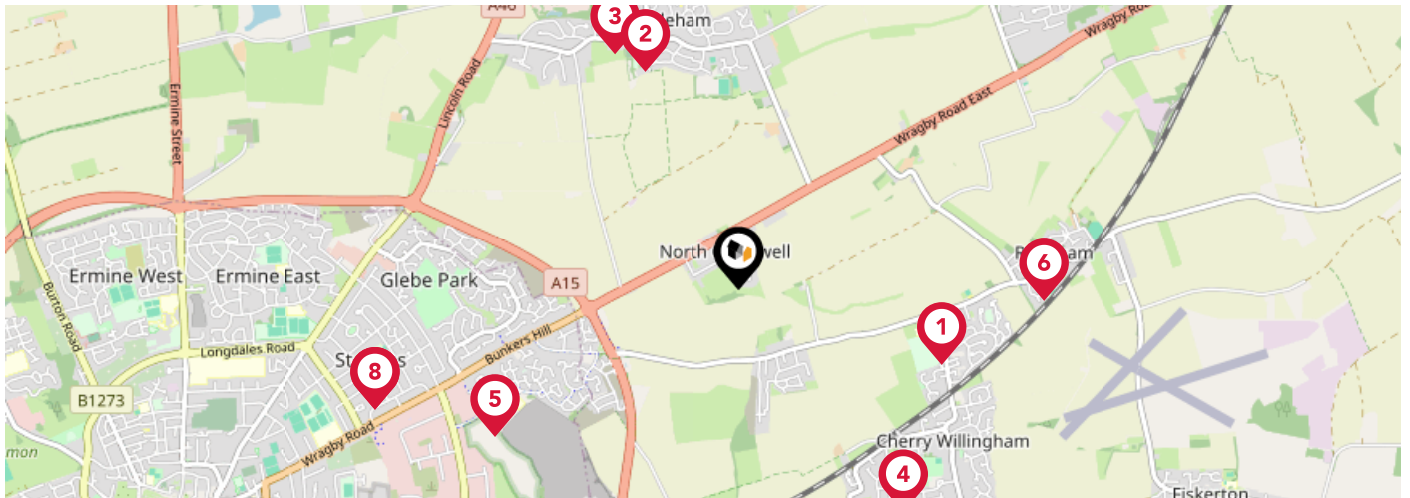 A46
3
2
Wragby Road
Ermine Street
Lincoln Road
Wragby Road East
North
well
6
Ermine West
Ermine East
Glebe Park
A15
Burton Road
Bunkers Hill
1
Longdales Road
8
5
B1273
Wragby Road
Cherry Willingham
4
Fiskerton